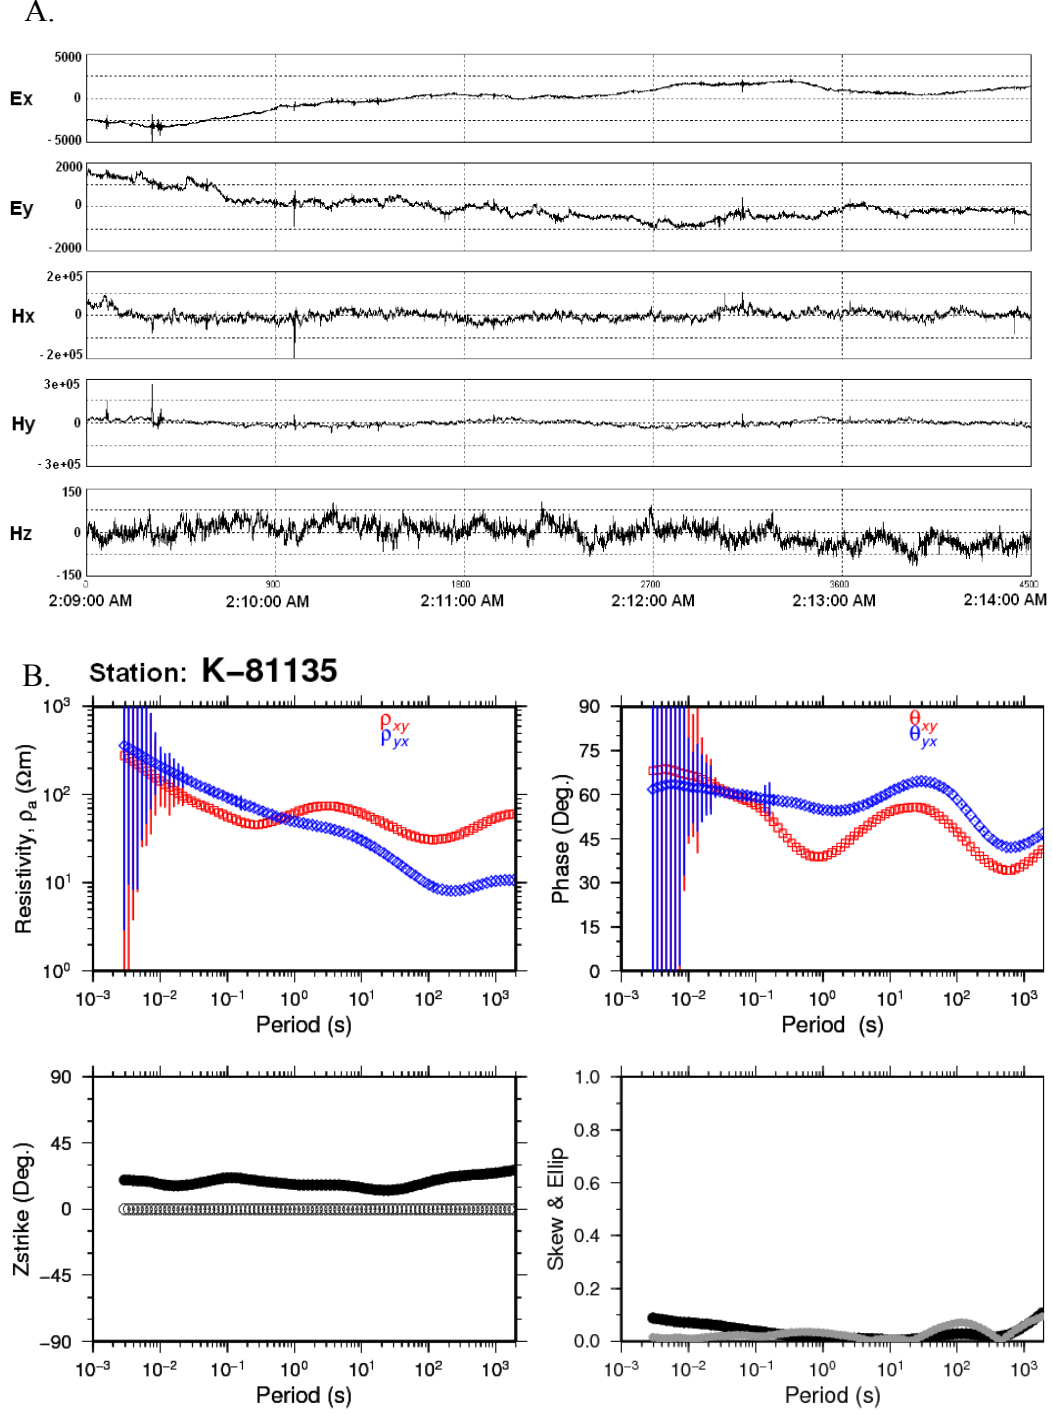 A.
5000
Ex
0
-5000
2000
Ey
0
-2000
2e+05
Hx
0
-2e+05
3e+05
Hy
0
-3e+05
150
Hz
0
-150
0 900 1800 2700 3600 4500
2:09:00 AM 2:10:00 AM 2:11:00 AM 2:12:00 AM 2:13:00 AM 2:14:00 AM
B. Station: K−81135
Resistivity, ρa (Ωm)
10³
10²
10¹
10⁰
ρxy
ρyx
10⁻³ 10⁻² 10⁻¹ 10⁰ 10¹ 10² 10³
Period (s)
Phase (Deg.)
90
75
60
45
30
15
0
θxy
θyx
10⁻³ 10⁻² 10⁻¹ 10⁰ 10¹ 10² 10³
Period (s)
Zstrike (Deg.)
90
45
0
−45
−90
10⁻³ 10⁻² 10⁻¹ 10⁰ 10¹ 10² 10³
Period (s)
Skew & Ellip
1.0
0.8
0.6
0.4
0.2
0.0
10⁻³ 10⁻² 10⁻¹ 10⁰ 10¹ 10² 10³
Period (s)